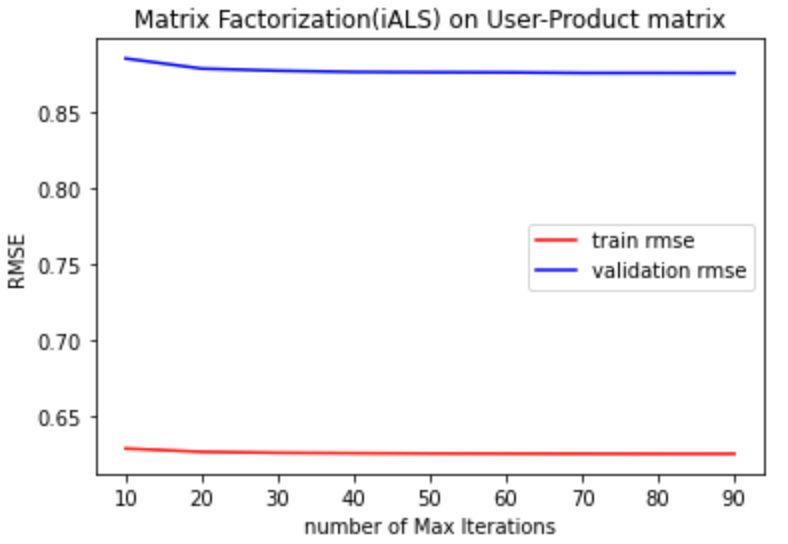 Matrix Factorization(iALS) on User-Product matrix
0.85
0.80
0.75
0.70
0.65
RMSE
train rmse
validation rmse
10 20 30 40 50 60 70 80 90
number of Max Iterations